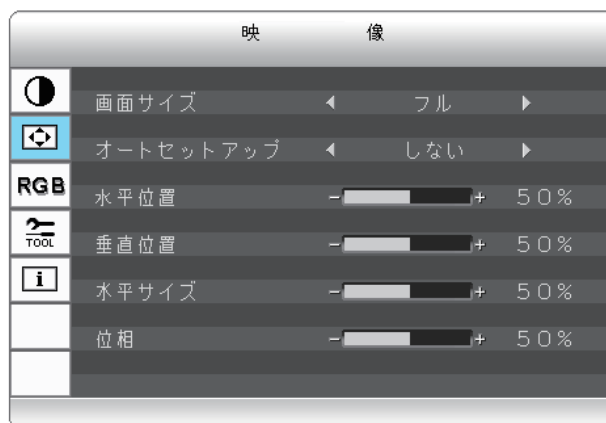 映 像
画面サイズ フル
オートセットアップ しない
RGB
水平位置 - + 50%
TOOL
垂直位置 - + 50%
i
水平サイズ - + 50%
位相 - + 50%